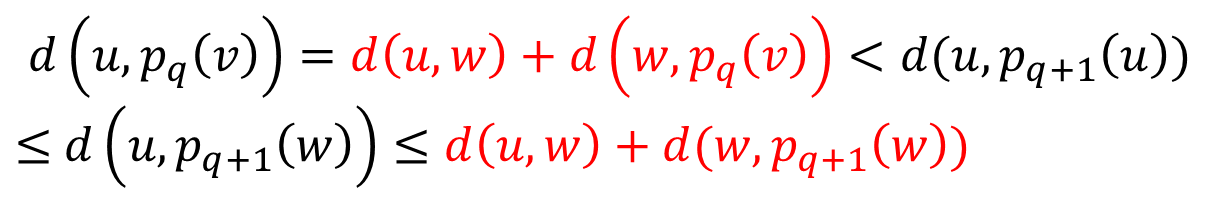 𝑑(𝑢, 𝑝_𝑞(𝑣)) = 𝑑(𝑢, 𝑤) + 𝑑(𝑤, 𝑝_𝑞(𝑣)) < 𝑑(𝑢, 𝑝_{𝑞+1}(𝑢))
≤ 𝑑(𝑢, 𝑝_{𝑞+1}(𝑤)) ≤ 𝑑(𝑢, 𝑤) + 𝑑(𝑤, 𝑝_{𝑞+1}(𝑤))